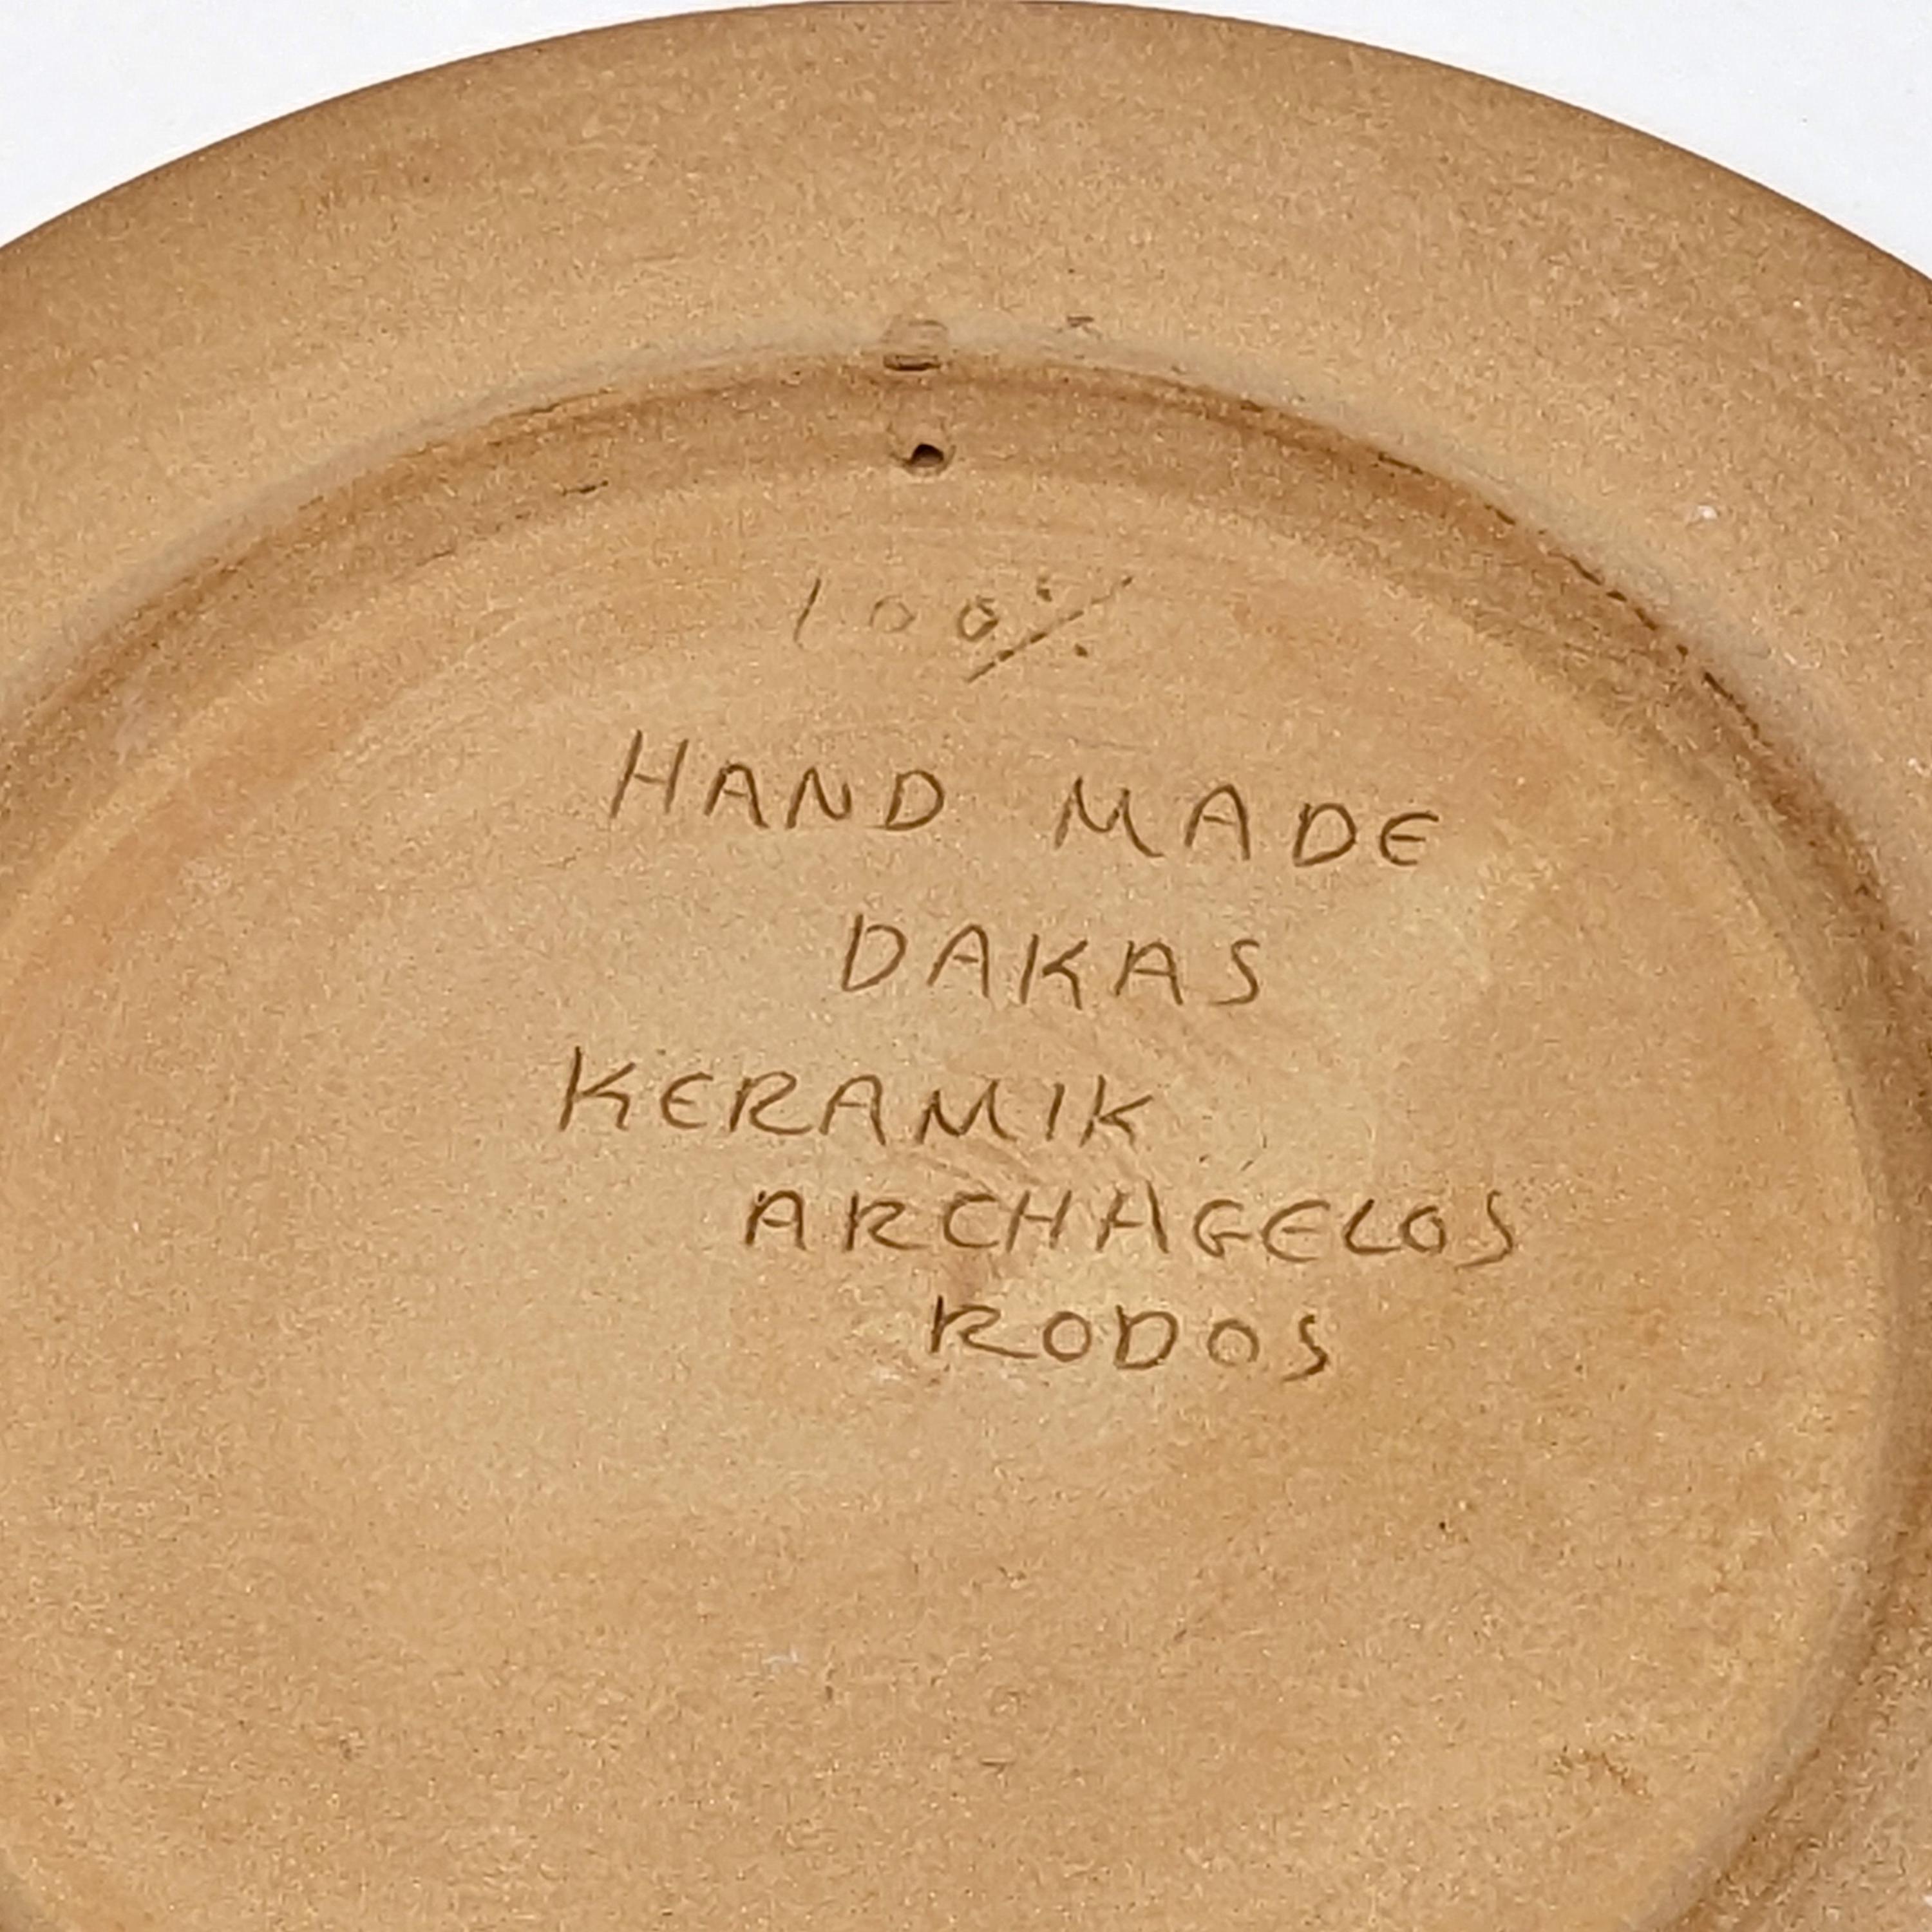 100%
HAND MADE
DAKAS
KERAMIK
ARCHAGELOS
RODOS